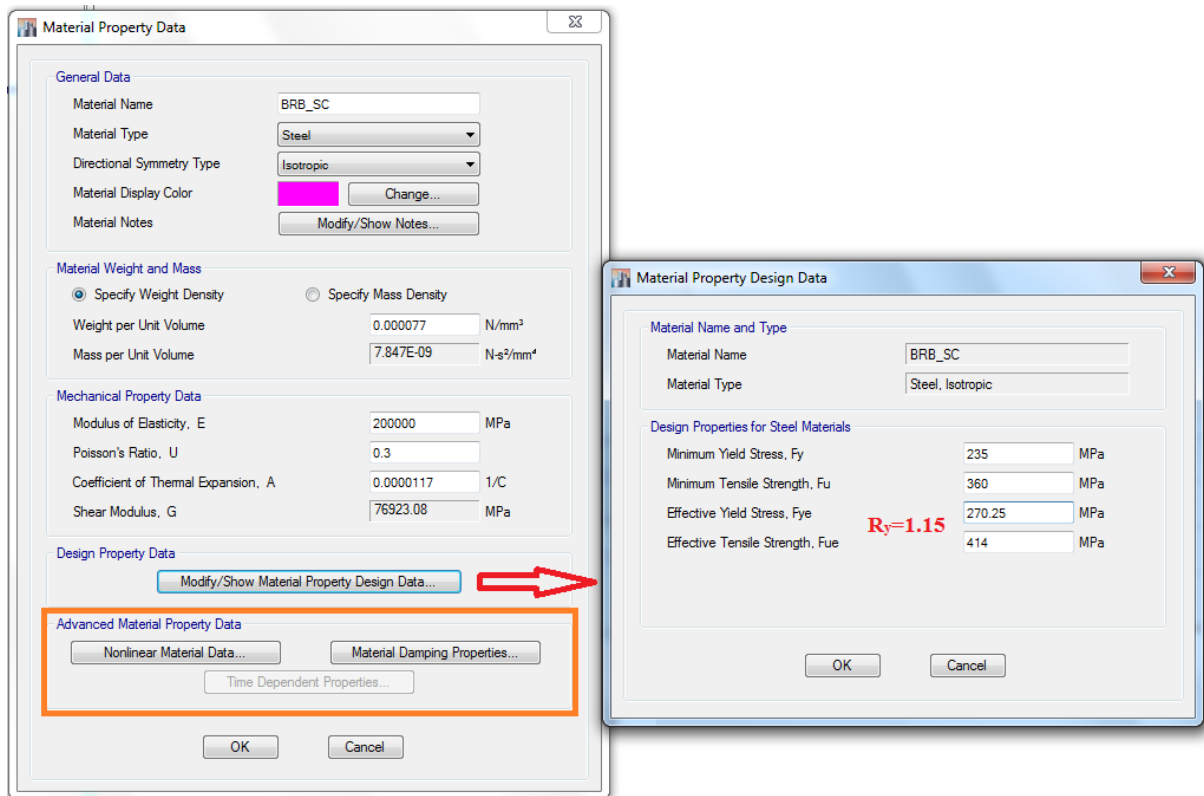 Material Property Data
General Data
Material Name BRB_SC
Material Type Steel
Directional Symmetry Type Isotropic
Material Display Color Change...
Material Notes Modify/Show Notes...
Material Weight and Mass
Specify Weight Density Specify Mass Density
Weight per Unit Volume 0.000077 N/mm³
Mass per Unit Volume 7.847E-09 N-s²/mm⁴
Mechanical Property Data
Modulus of Elasticity, E 200000 MPa
Poisson's Ratio, U 0.3
Coefficient of Thermal Expansion, A 0.0000117 1/C
Shear Modulus, G 76923.08 MPa
Design Property Data
Modify/Show Material Property Design Data...
Advanced Material Property Data
Nonlinear Material Data... Material Damping Properties...
Time Dependent Properties...
OK Cancel
Material Property Design Data
Material Name and Type
Material Name BRB_SC
Material Type Steel, Isotropic
Design Properties for Steel Materials
Minimum Yield Stress, Fy 235 MPa
Minimum Tensile Strength, Fu 360 MPa
Effective Yield Stress, Fye 270.25 MPa
Ry=1.15
Effective Tensile Strength, Fue 414 MPa
OK Cancel